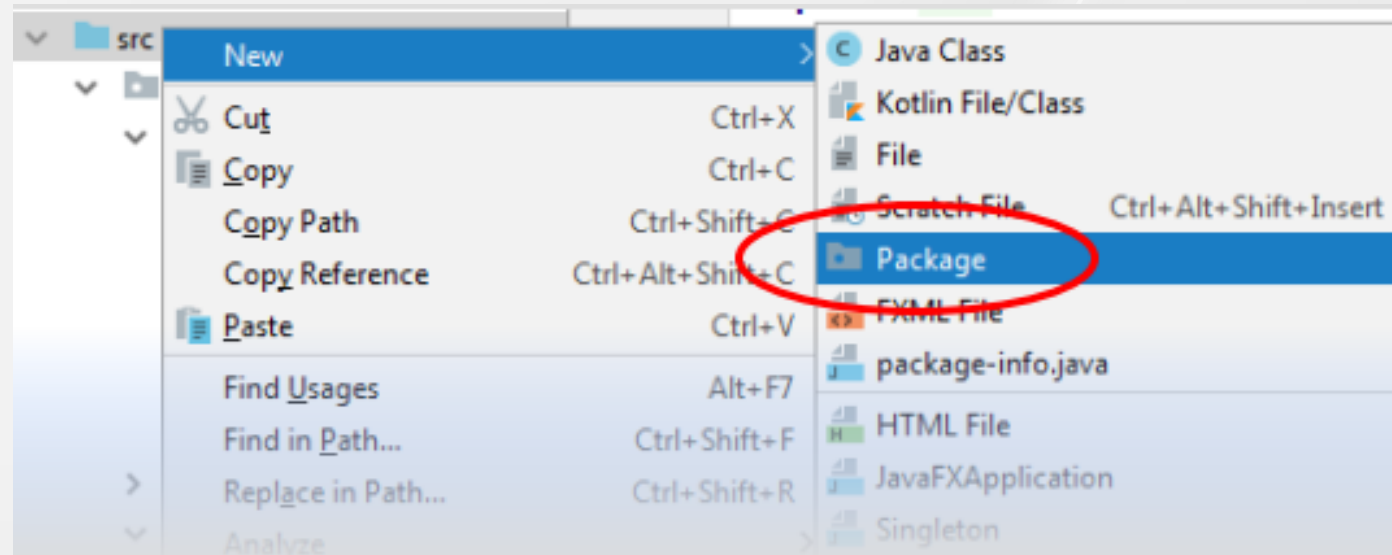 src
New
Cut Ctrl+X
Copy Ctrl+C
Copy Path Ctrl+Shift+C
Copy Reference Ctrl+Alt+Shift+C
Paste Ctrl+V
Find Usages Alt+F7
Find in Path... Ctrl+Shift+F
Replace in Path... Ctrl+Shift+R
Analyze
Java Class
Kotlin File/Class
File
Scratch File Ctrl+Alt+Shift+Insert
Package
FXML File
package-info.java
HTML File
JavaFXApplication
Singleton